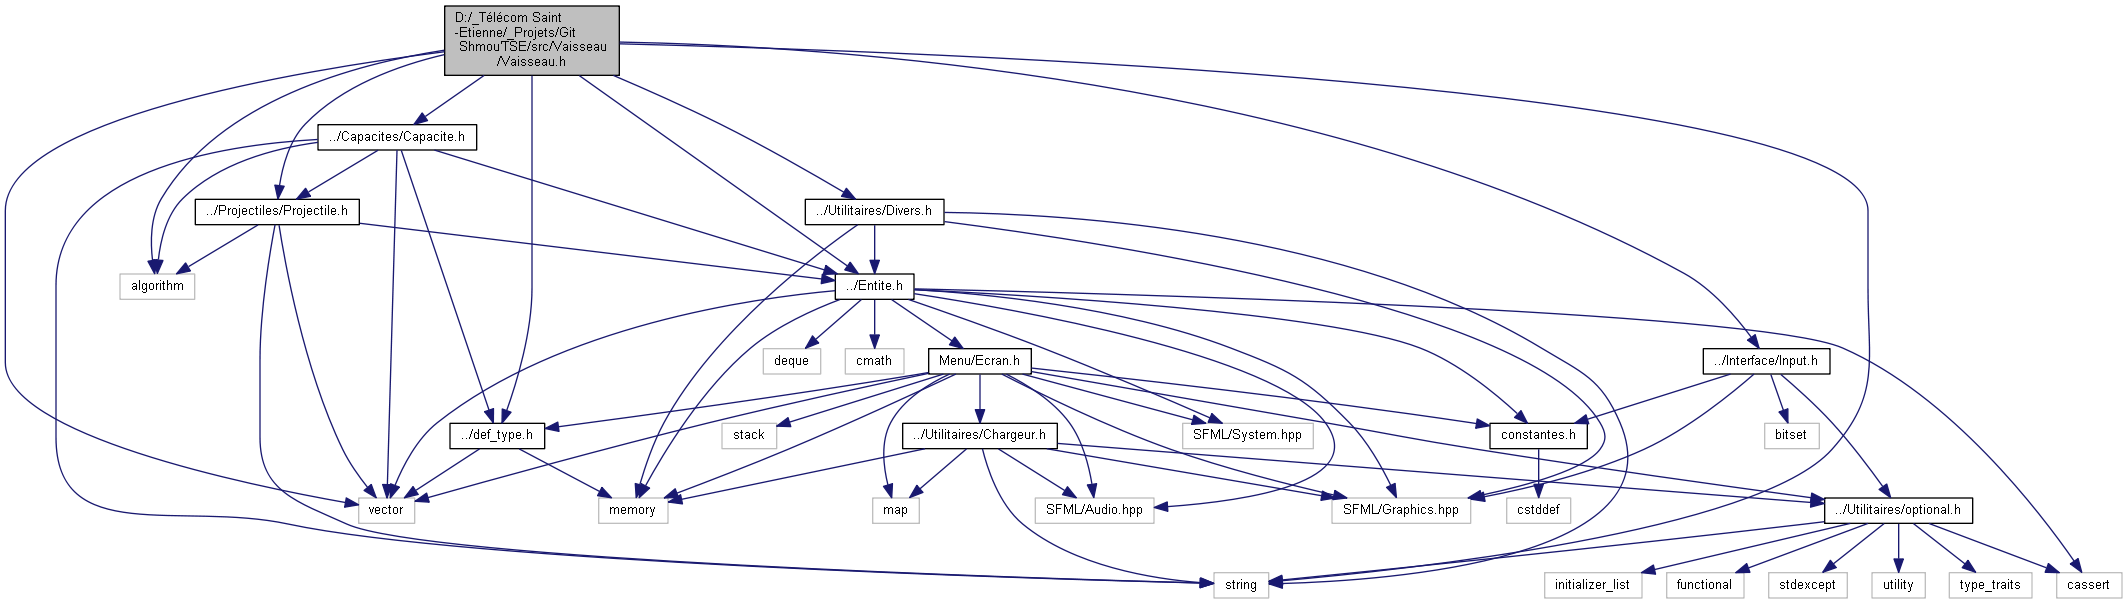 D:/_Télécom Saint
-Etienne/_Projets/Git
Shmou'TSE/src/Vaisseau
/Vaisseau.h
../Capacites/Capacite.h
../Projectiles/Projectile.h
../Utilitaires/Divers.h
algorithm
../Entite.h
deque
cmath
Menu/Ecran.h
../Interface/Input.h
../def_type.h
stack
../Utilitaires/Chargeur.h
SFML/System.hpp
constantes.h
bitset
vector
memory
map
SFML/Audio.hpp
SFML/Graphics.hpp
cstddef
../Utilitaires/optional.h
string
initializer_list
functional
stdexcept
utility
type_traits
cassert